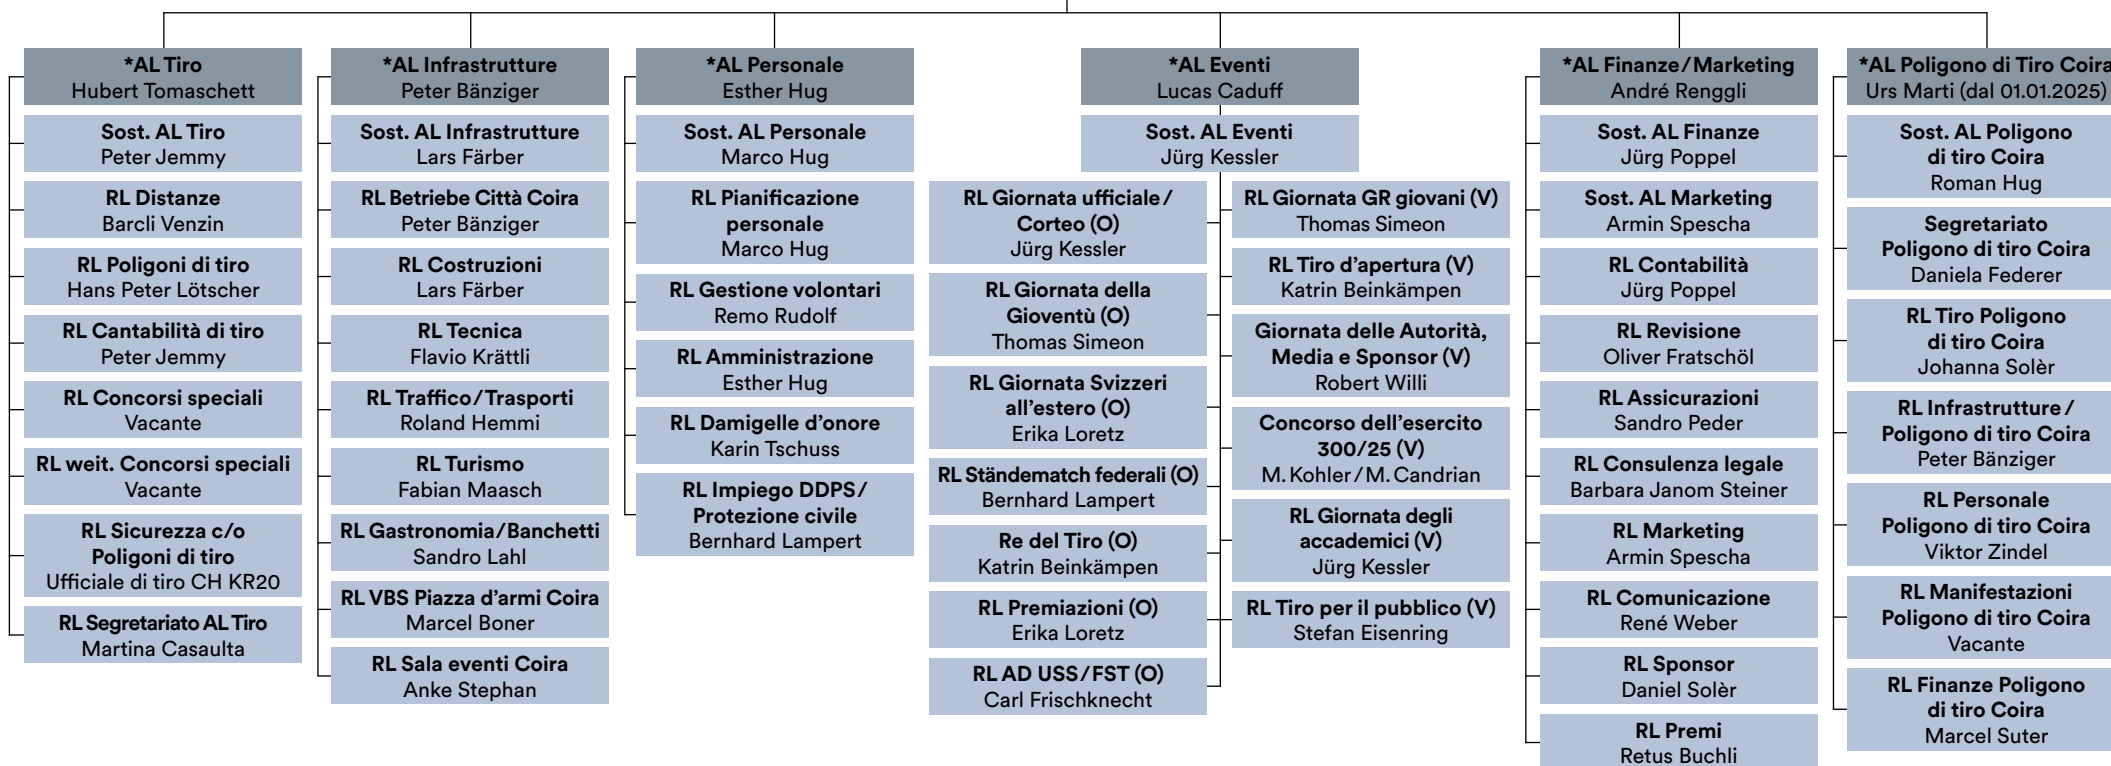 *AL Tiro
Hubert Tomaschett
Sost. AL Tiro
Peter Jemmy
RL Distanze
Barcli Venzin
RL Poligoni di tiro
Hans Peter Lötscher
RL Cantabilità di tiro
Peter Jemmy
RL Concorsi speciali
Vacante
RL weit. Concorsi speciali
Vacante
RL Sicurezza c/o
Poligoni di tiro
Ufficiale di tiro CH KR20
RL Segretariato AL Tiro
Martina Casaulta
*AL Infrastrutture
Peter Bänziger
Sost. AL Infrastrutture
Lars Färber
RL Betriebe Città Coira
Peter Bänziger
RL Costruzioni
Lars Färber
RL Tecnica
Flavio Krättli
RL Traffico/Trasporti
Roland Hemmi
RL Turismo
Fabian Maasch
RL Gastronomia/Banchetti
Sandro Lahl
RL VBS Piazza d'armi Coira
Marcel Boner
RL Sala eventi Coira
Anke Stephan
*AL Personale
Esther Hug
Sost. AL Personale
Marco Hug
RL Pianificazione
personale
Marco Hug
RL Gestione volontari
Remo Rudolf
RL Amministrazione
Esther Hug
RL Damigelle d'onore
Karin Tschuss
RL Impiego DDPS/
Protezione civile
Bernhard Lampert
*AL Eventi
Lucas Caduff
Sost. AL Eventi
Jürg Kessler
RL Giornata ufficiale/
Corteo (O)
Jürg Kessler
RL Giornata della
Gioventù (O)
Thomas Simeon
RL Giornata Svizzeri
all'estero (O)
Erika Loretz
RL Ständematch federali (O)
Bernhard Lampert
Re del Tiro (O)
Katrin Beinkämpen
RL Premiazioni (O)
Erika Loretz
RL AD USS/FST (O)
Carl Frischknecht
RL Giornata GR giovani (V)
Thomas Simeon
RL Tiro d'apertura (V)
Katrin Beinkämpen
Giornata delle Autorità,
Media e Sponsor (V)
Robert Willi
Concorso dell'esercito
300/25 (V)
M. Kohler/M. Candrian
RL Giornata degli
accademici (V)
Jürg Kessler
RL Tiro per il pubblico (V)
Stefan Eisenring
*AL Finanze/Marketing
André Renggli
Sost. AL Finanze
Jürg Poppel
Sost. AL Marketing
Armin Spescha
RL Contabilità
Jürg Poppel
RL Revisione
Oliver Fratschöl
RL Assicurazioni
Sandro Peder
RL Consulenza legale
Barbara Janom Steiner
RL Marketing
Armin Spescha
RL Comunicazione
René Weber
RL Sponsor
Daniel Solèr
RL Premi
Retus Buchli
*AL Poligono di Tiro Coira
Urs Marti (dal 01.01.2025)
Sost. AL Poligono
di tiro Coira
Roman Hug
Segretariato
Poligono di tiro Coira
Daniela Federer
RL Tiro Poligono
di tiro Coira
Johanna Solèr
RL Infrastrutture/
Poligono di tiro Coira
Peter Bänziger
RL Personale
Poligono di tiro Coira
Viktor Zindel
RL Manifestazioni
Poligono di tiro Coira
Vacante
RL Finanze Poligono
di tiro Coira
Marcel Suter